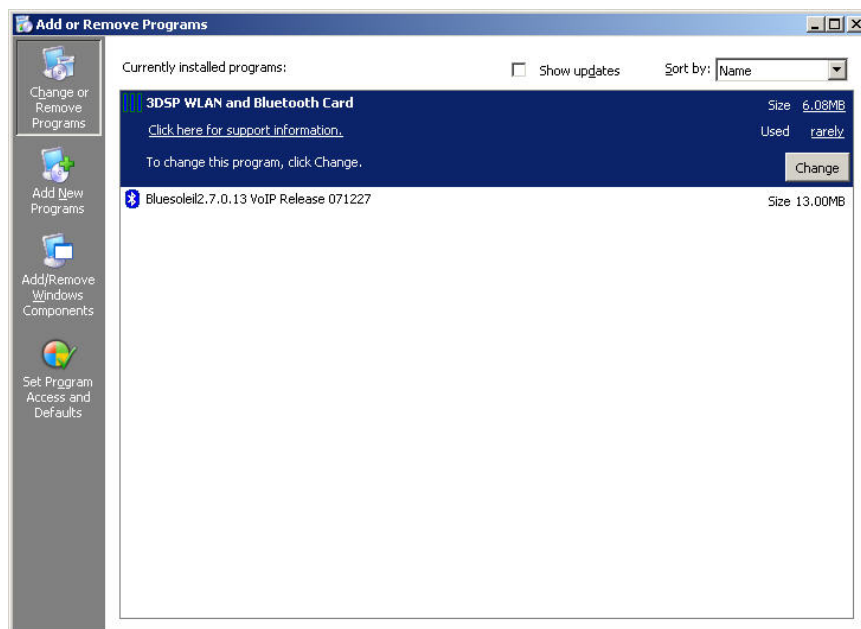 Add or Remove Programs
Change or
Remove
Programs
Add New
Programs
Add/Remove
Windows
Components
Set Program
Access and
Defaults
Currently installed programs:
Show updates
Sort by: Name
3DSP WLAN and Bluetooth Card
Size 6.08MB
Click here for support information.
Used rarely
To change this program, click Change.
Change
Bluesoleil2.7.0.13 VoIP Release 071227
Size 13.00MB